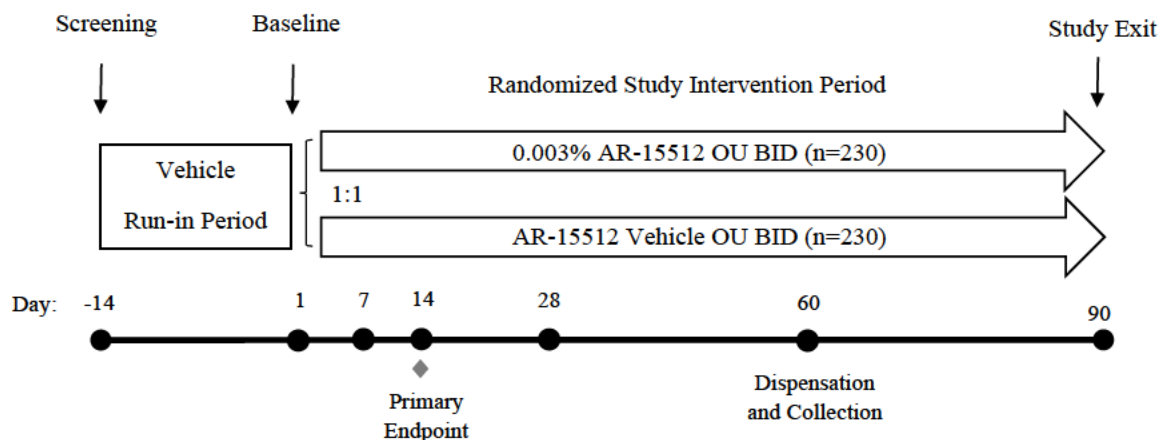 Screening
Baseline
Study Exit
Randomized Study Intervention Period
Vehicle
Run-in Period
1:1
0.003% AR-15512 OU BID (n=230)
AR-15512 Vehicle OU BID (n=230)
Day: -14 1 7 14 28 60 90
Primary
Endpoint
Dispensation
and Collection